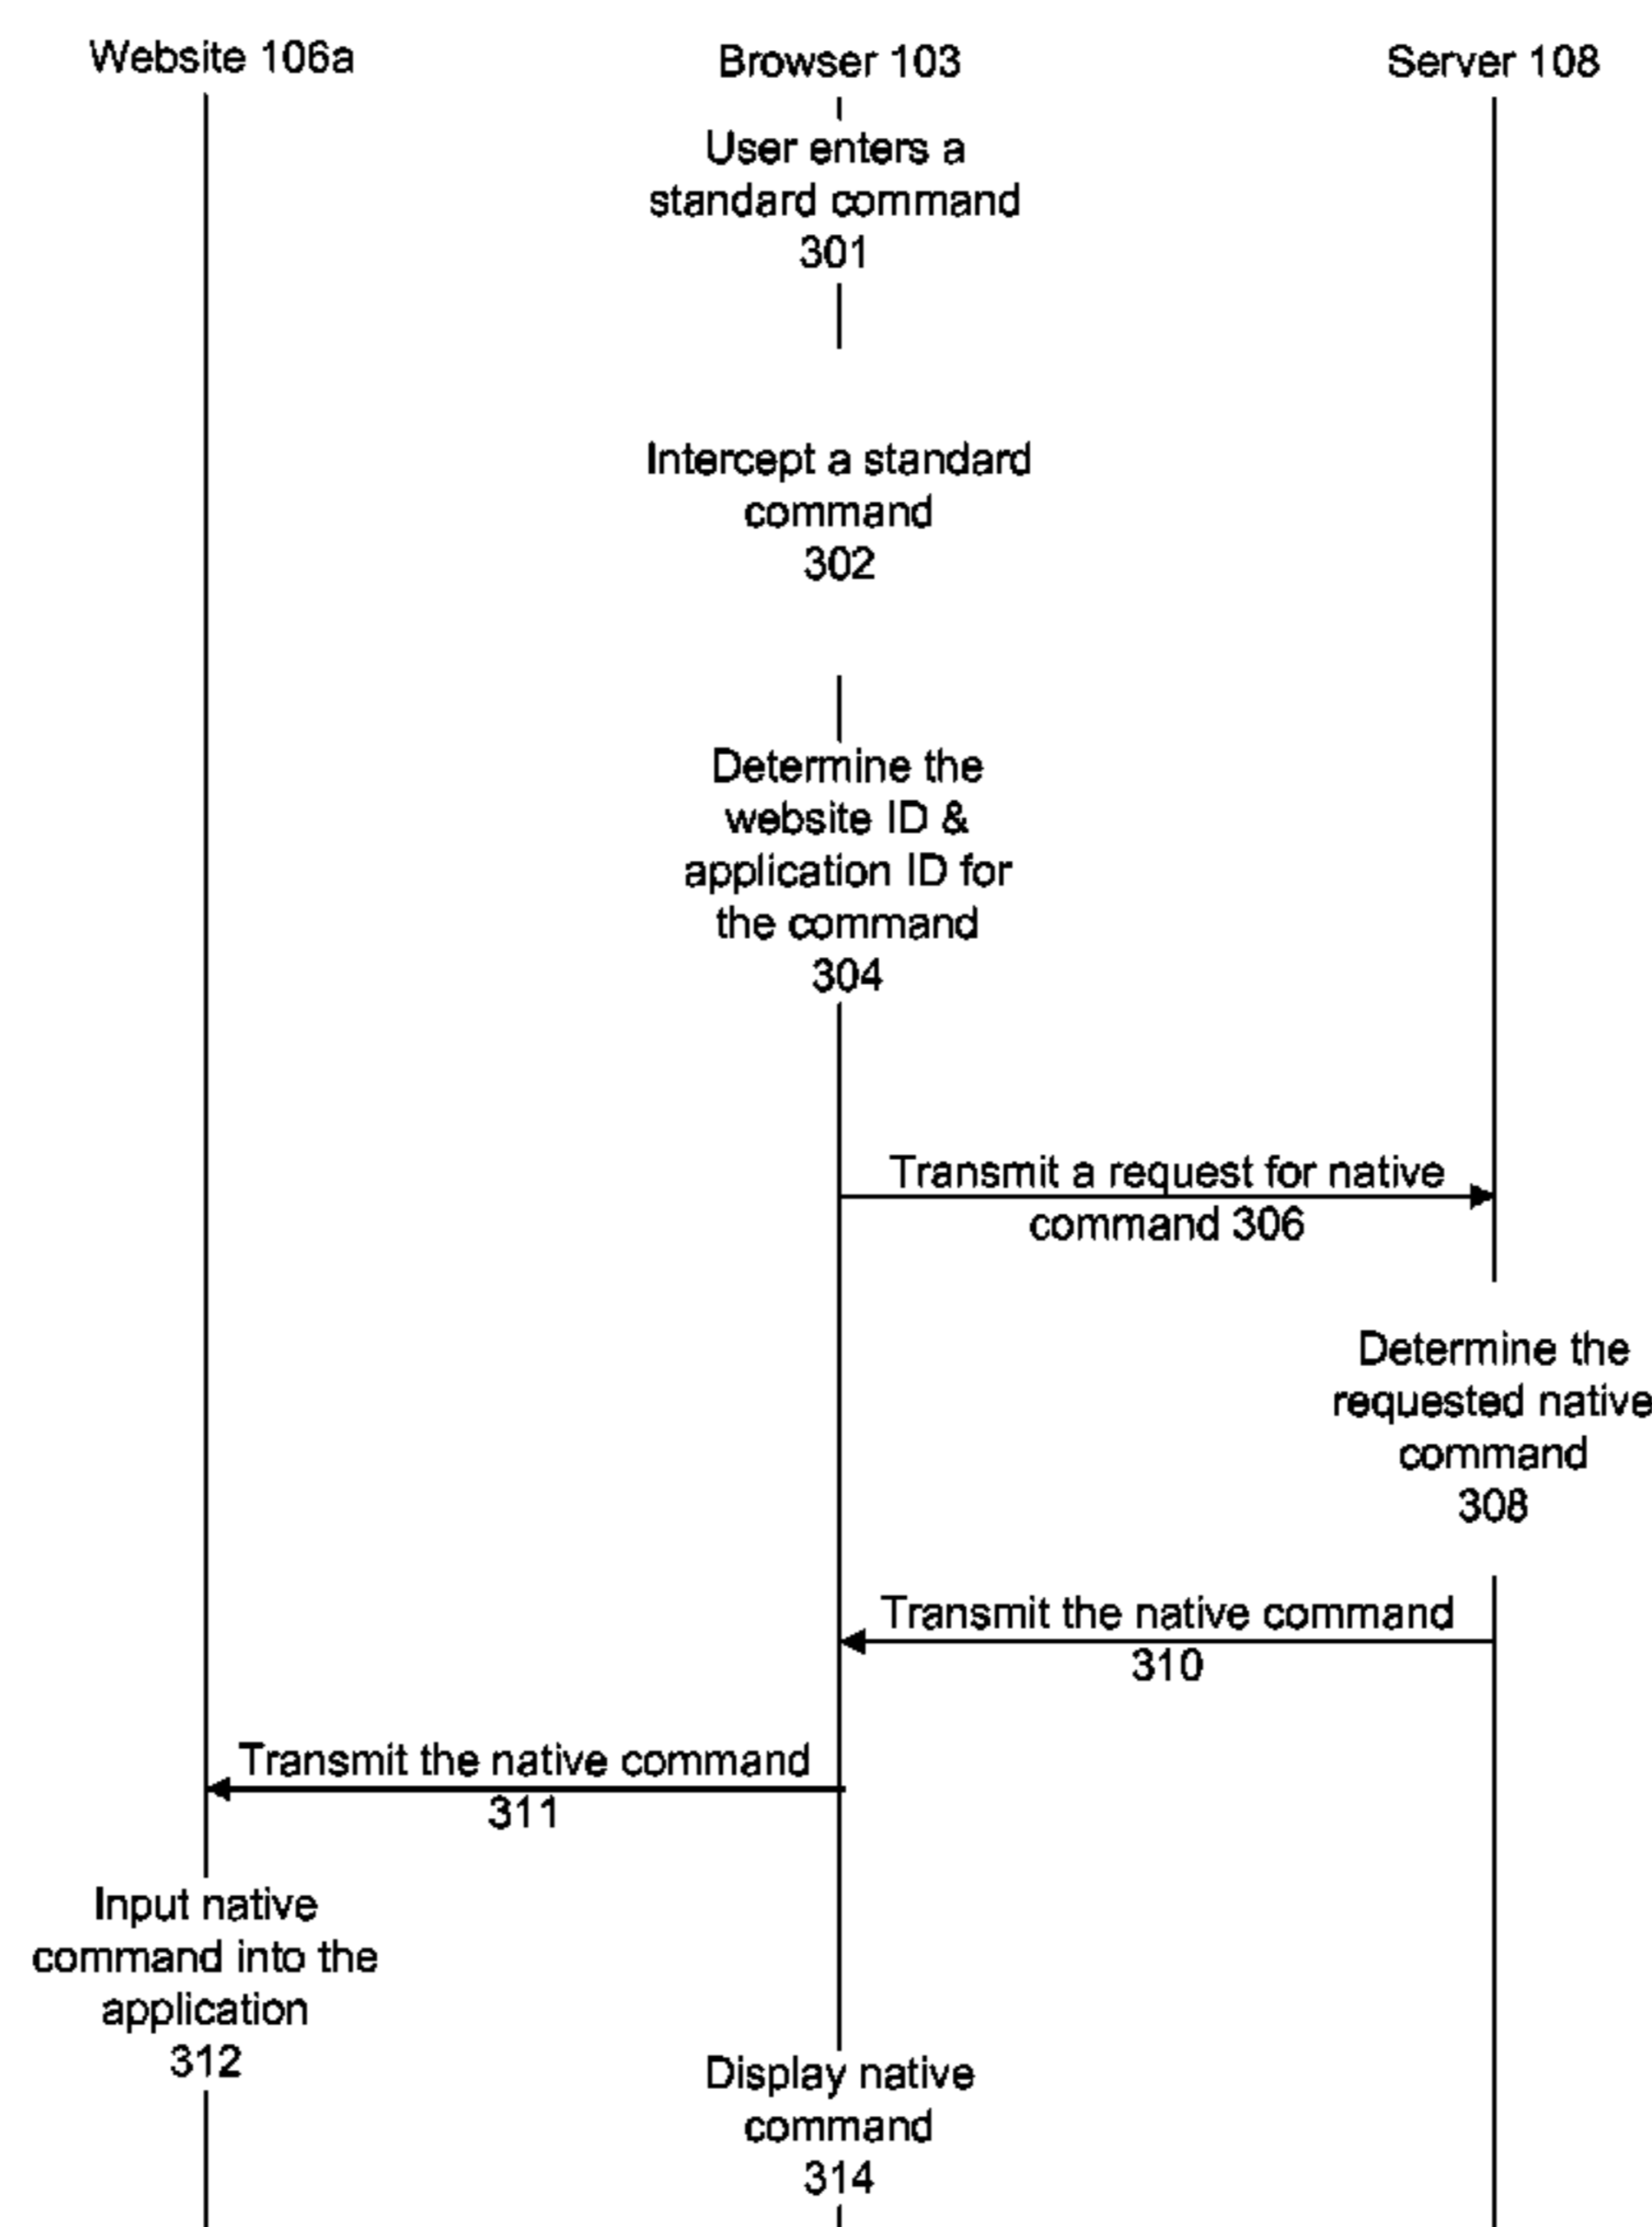 Website 106a
Browser 103
Server 108
User enters a
standard command
301
Intercept a standard
command
302
Determine the
website ID &
application ID for
the command
304
Transmit a request for native
command 306
Determine the
requested native
command
308
Transmit the native command
310
Transmit the native command
311
Input native
command into the
application
312
Display native
command
314